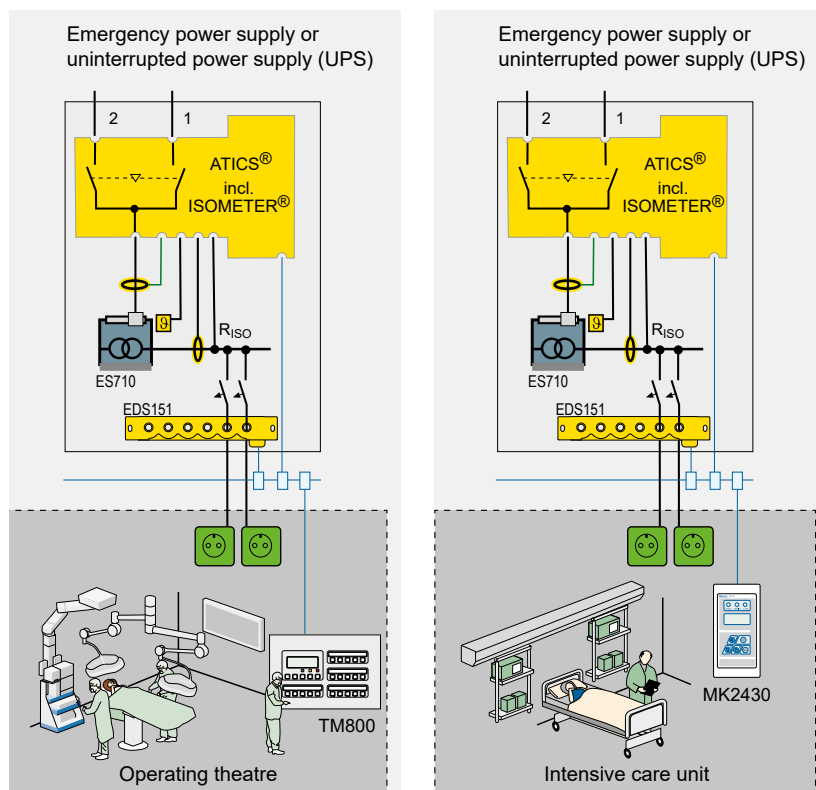 Emergency power supply or
uninterrupted power supply (UPS)
2 1
ATICS®
incl.
ISOMETER®
ϑ
RISO
ES710
EDS151
TM800
Operating theatre
Emergency power supply or
uninterrupted power supply (UPS)
2 1
ATICS®
incl.
ISOMETER®
ϑ
RISO
ES710
EDS151
MK2430
Intensive care unit